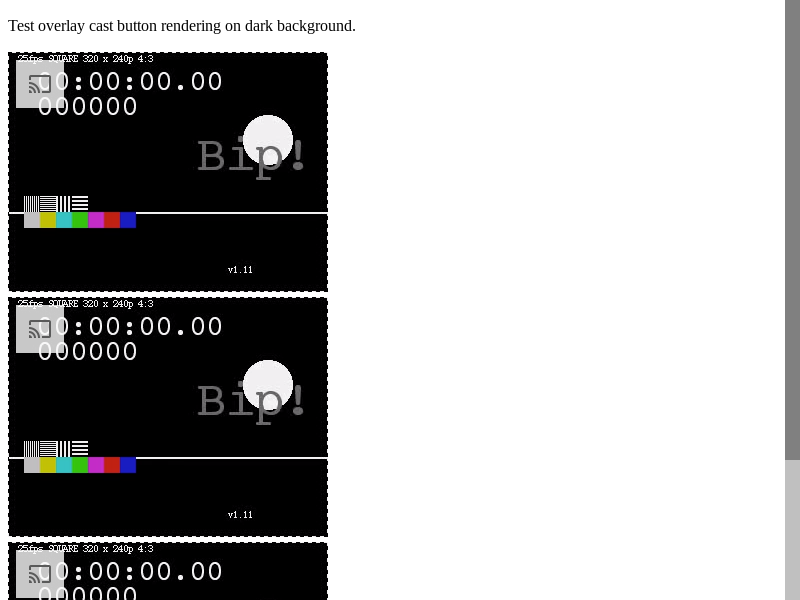 Test overlay cast button rendering on dark background.
25fps SQUARE 320 x 240p 4:3
00:00:00.00
000000
Bip!
v1.11
25fps SQUARE 320 x 240p 4:3
00:00:00.00
000000
Bip!
v1.11
25fps SQUARE 320 x 240p 4:3
00:00:00.00
000000